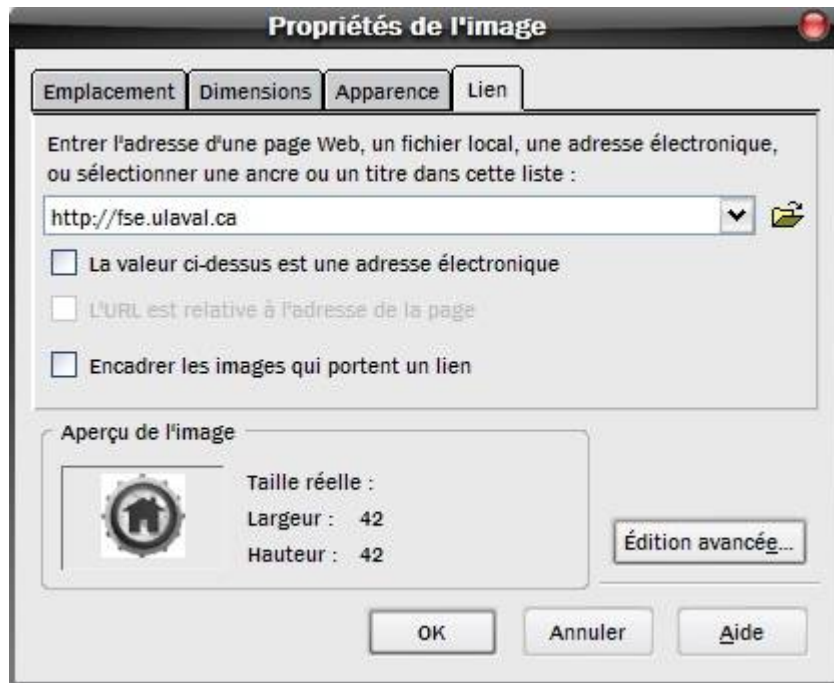 Propriétés de l'image
Emplacement Dimensions Apparence Lien
Entrer l'adresse d'une page Web, un fichier local, une adresse électronique,
ou sélectionner une ancre ou un titre dans cette liste :
http://fse.ulaval.ca
La valeur ci-dessus est une adresse électronique
L'URL est relative à l'adresse de la page
Encadrer les images qui portent un lien
Aperçu de l'image
Taille réelle :
Largeur : 42
Hauteur : 42
Édition avancée...
OK Annuler Aide